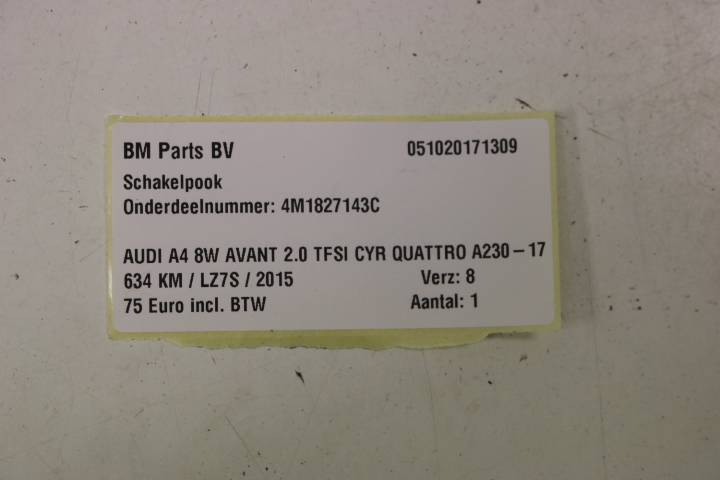 BM Parts BV 051020171309
Schakelpook
Onderdeelnummer: 4M1827143C
AUDI A4 8W AVANT 2.0 TFSI CYR QUATTRO A230-17
634 KM / LZ7S / 2015 Verz: 8
75 Euro incl. BTW Aantal: 1